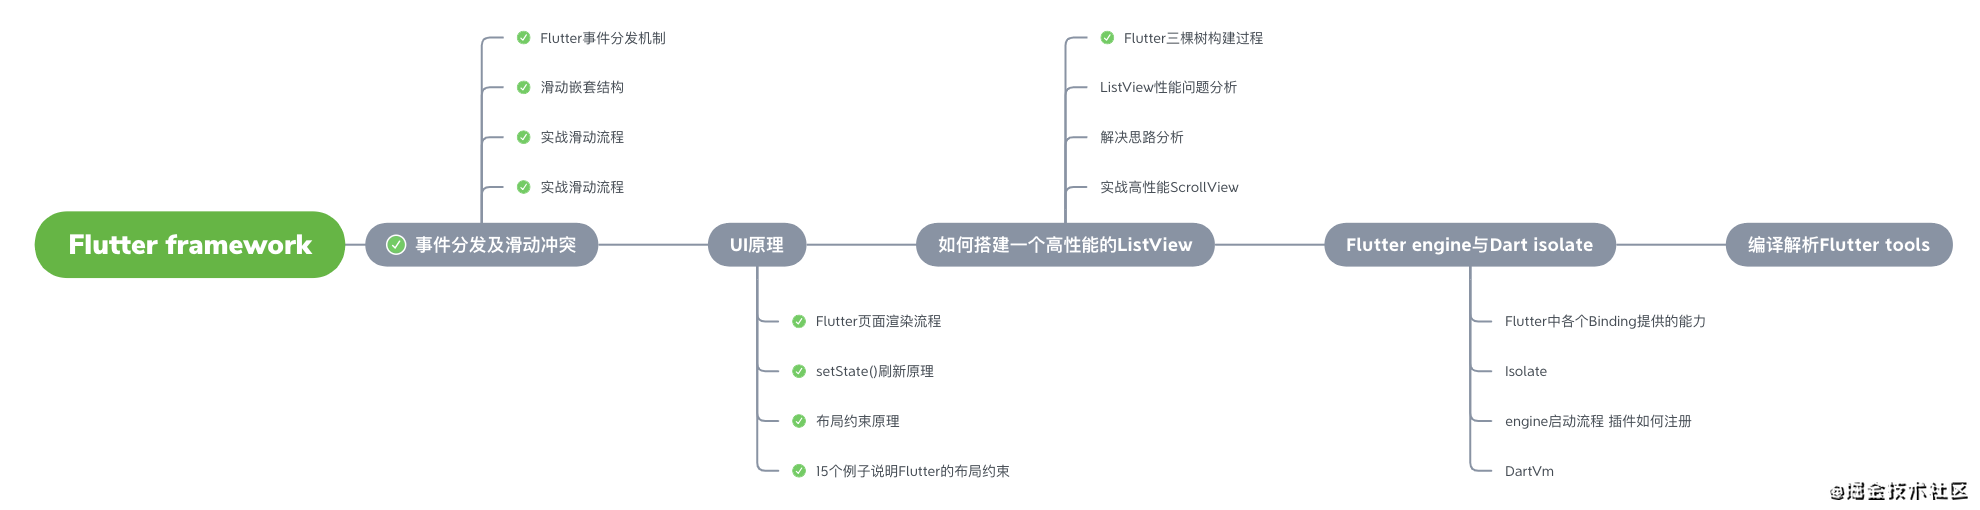 Flutter事件分发机制
滑动嵌套结构
实战滑动流程
实战滑动流程
Flutter三棵树构建过程
ListView性能问题分析
解决思路分析
实战高性能ScrollView
Flutter framework
事件分发及滑动冲突
UI原理
如何搭建一个高性能的ListView
Flutter engine与Dart isolate
编译解析Flutter tools
Flutter页面渲染流程
setState()刷新原理
布局约束原理
15个例子说明Flutter的布局约束
Flutter中各个Binding提供的能力
Isolate
engine启动流程 插件如何注册
DartVm
@掘金技术社区